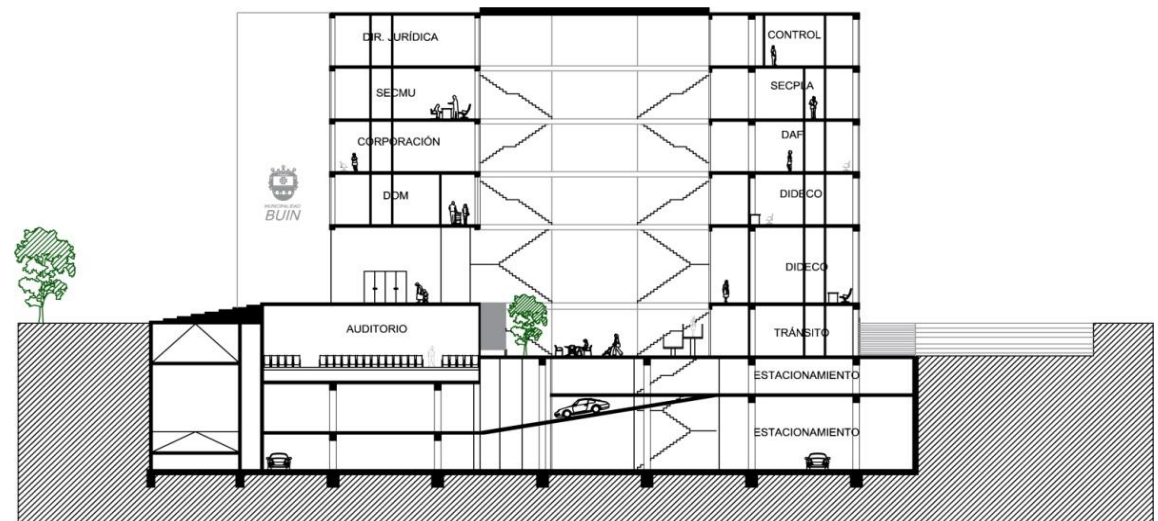 DIR. JURÍDICA
CONTROL
SECMU
SECPLA
CORPORACIÓN
DAF
DOM
DIDECO
MUNICIPALIDAD
BUIN
DIDECO
AUDITORIO
TRÁNSITO
ESTACIONAMIENTO
ESTACIONAMIENTO